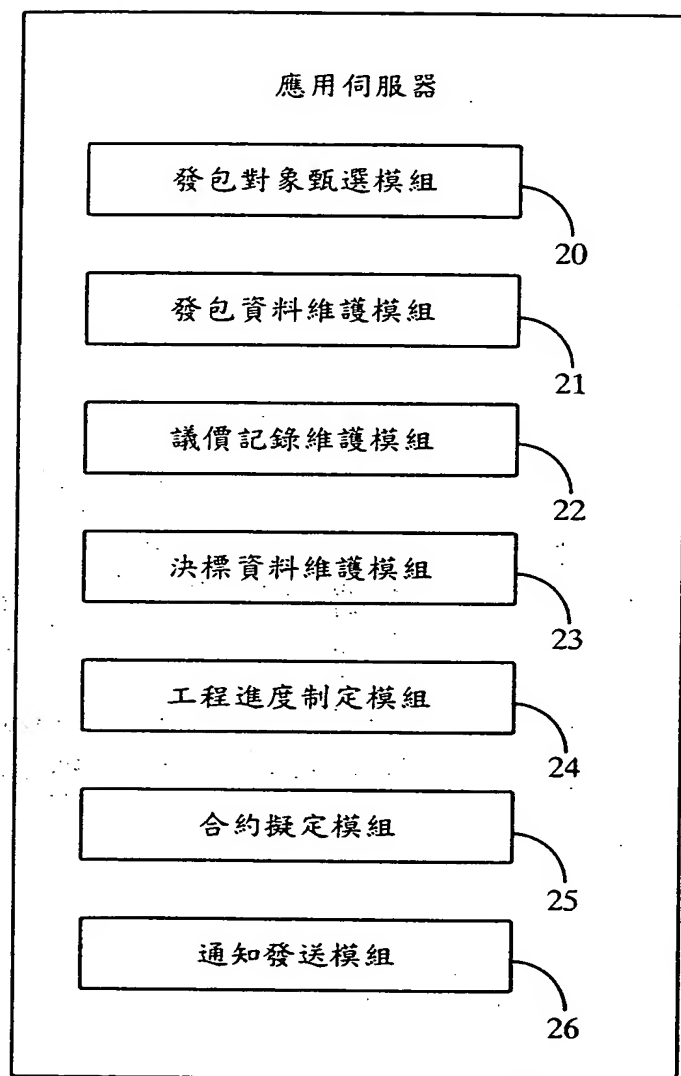 應用伺服器
發包對象甄選模組
20
發包資料維護模組
21
議價記錄維護模組
22
決標資料維護模組
23
工程進度制定模組
24
合約擬定模組
25
通知發送模組
26